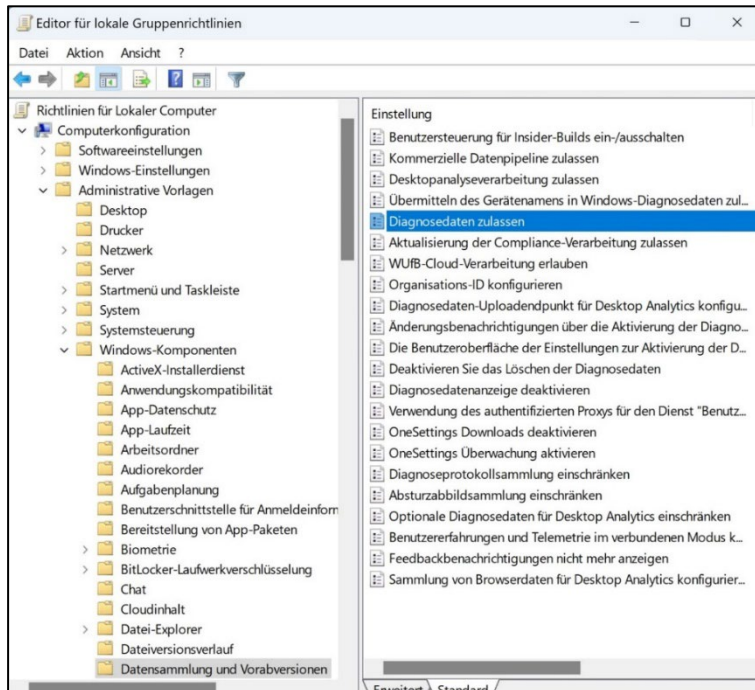 Editor für lokale Gruppenrichtlinien
Datei Aktion Ansicht ?
Richtlinien für Lokaler Computer
Computerkonfiguration
Softwareeinstellungen
Windows-Einstellungen
Administrative Vorlagen
Desktop
Drucker
Netzwerk
Server
Startmenü und Taskleiste
System
Systemsteuerung
Windows-Komponenten
ActiveX-Installerdienst
Anwendungskompatibilität
App-Datenschutz
App-Laufzeit
Arbeitsordner
Audiorekorder
Aufgabenplanung
Benutzerschnittstelle für Anmeldeinforn
Bereitstellung von App-Paketen
Biometrie
BitLocker-Laufwerkverschlüsselung
Chat
Cloudinhalt
Datei-Explorer
Dateiversionsverlauf
Datensammlung und Vorabversionen
Einstellung
Benutzersteuerung für Insider-Builds ein-/ausschalten
Kommerzielle Datenpipeline zulassen
Desktopanalyseverarbeitung zulassen
Übermitteln des Gerätenamens in Windows-Diagnosedaten zul...
Diagnosedaten zulassen
Aktualisierung der Compliance-Verarbeitung zulassen
WUfB-Cloud-Verarbeitung erlauben
Organisations-ID konfigurieren
Diagnosedaten-Uploadendpunkt für Desktop Analytics konfigu...
Änderungsbenachrichtigungen über die Aktivierung der Diagno...
Die Benutzeroberfläche der Einstellungen zur Aktivierung der D...
Deaktivieren Sie das Löschen der Diagnosedaten
Diagnosedatenanzeige deaktivieren
Verwendung des authentifizierten Proxys für den Dienst "Benutz...
OneSettings Downloads deaktivieren
OneSettings Überwachung aktivieren
Diagnoseprotokollsammlung einschränken
Absturzabbildsammlung einschränken
Optionale Diagnosedaten für Desktop Analytics einschränken
Benutzererfahrungen und Telemetrie im verbundenen Modus k...
Feedbackbenachrichtigungen nicht mehr anzeigen
Sammlung von Browserdaten für Desktop Analytics konfigurier...
Erweitert Standard